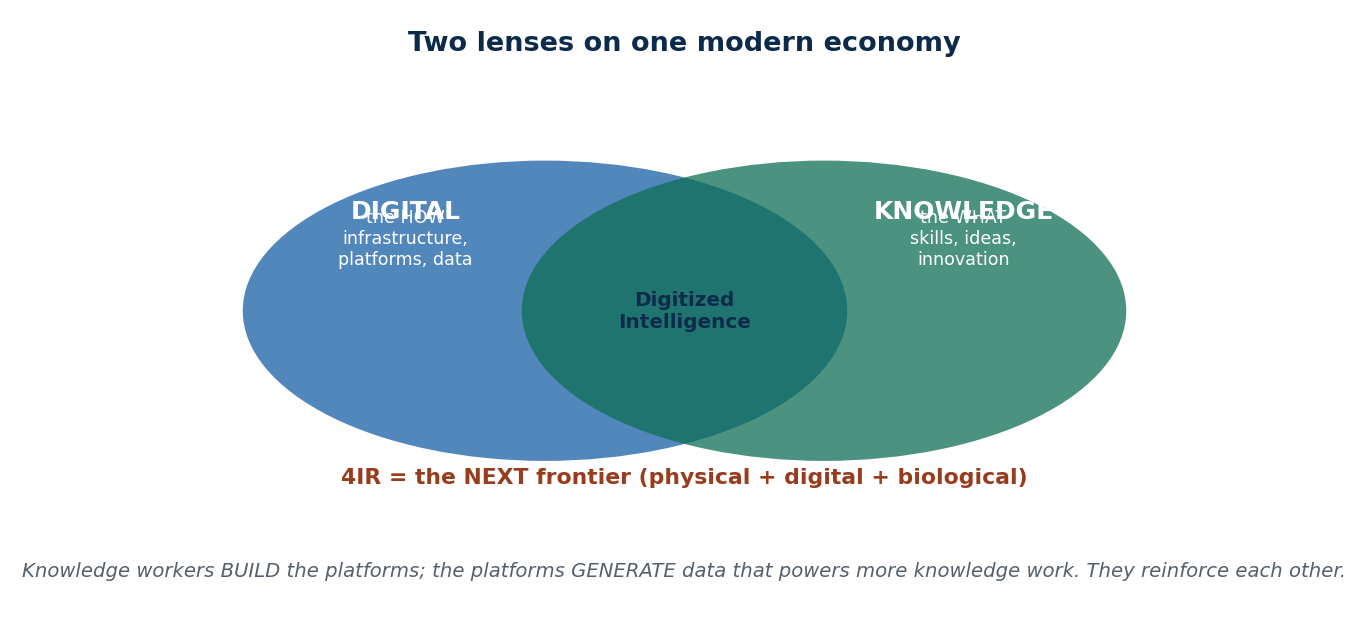 Two lenses on one modern economy
DIGITAL
the HOW
infrastructure,
platforms, data
KNOWLEDGE
the WHAT
skills, ideas,
innovation
Digitized
Intelligence
4IR = the NEXT frontier (physical + digital + biological)
Knowledge workers BUILD the platforms; the platforms GENERATE data that powers more knowledge work. They reinforce each other.